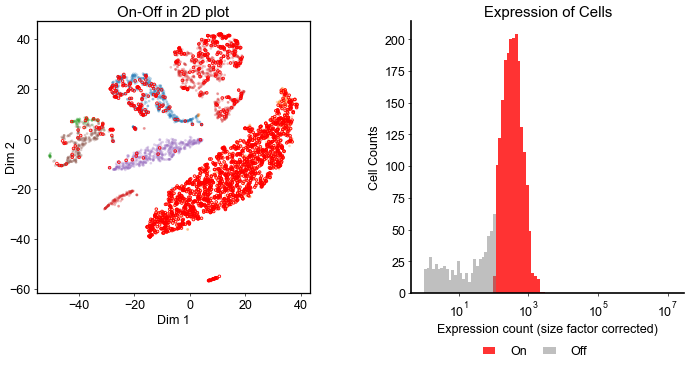 On-Off in 2D plot
Expression of Cells
40
20
0
−20
−40
−60
Dim 2
−40 −20 0 20 40
Dim 1
200
175
150
125
100
75
50
25
0
Cell Counts
10^1 10^3 10^5 10^7
Expression count (size factor corrected)
On Off